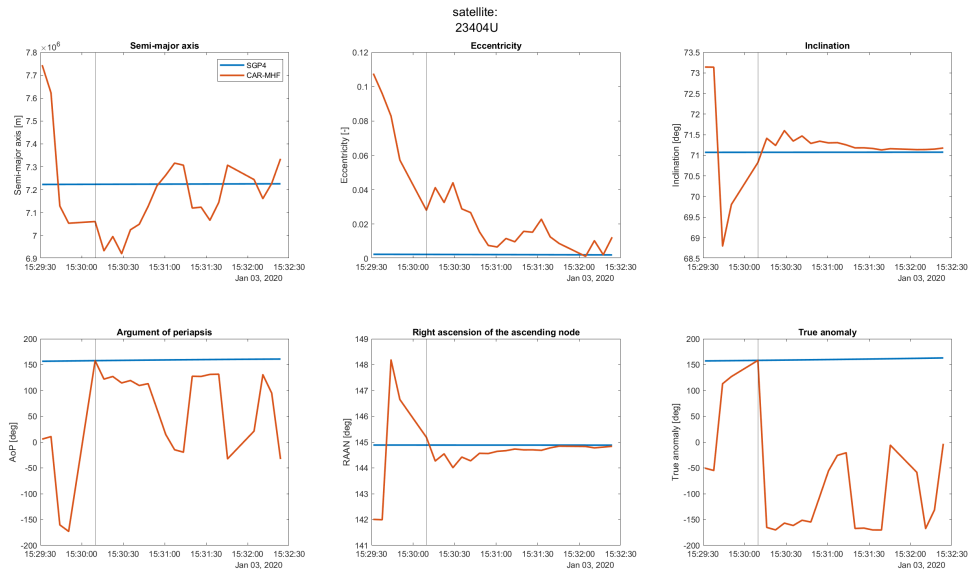 satellite:
23404U
Semi-major axis
×10⁶
7.8
7.7
7.6
7.5
7.4
7.3
7.2
7.1
7
6.9
Semi-major axis [m]
SGP4
CAR-MHF
15:29:30 15:30:00 15:30:30 15:31:00 15:31:30 15:32:00 15:32:30
Jan 03, 2020
Eccentricity
0.12
0.1
0.08
0.06
0.04
0.02
0
Eccentricity [-]
15:29:30 15:30:00 15:30:30 15:31:00 15:31:30 15:32:00 15:32:30
Jan 03, 2020
Inclination
73.5
73
72.5
72
71.5
71
70.5
70
69.5
69
68.5
Inclination [deg]
15:29:30 15:30:00 15:30:30 15:31:00 15:31:30 15:32:00 15:32:30
Jan 03, 2020
Argument of periapsis
200
150
100
50
0
-50
-100
-150
-200
AoP [deg]
15:29:30 15:30:00 15:30:30 15:31:00 15:31:30 15:32:00 15:32:30
Jan 03, 2020
Right ascension of the ascending node
149
148
147
146
145
144
143
142
141
RAAN [deg]
15:29:30 15:30:00 15:30:30 15:31:00 15:31:30 15:32:00 15:32:30
Jan 03, 2020
True anomaly
200
150
100
50
0
-50
-100
-150
-200
True anomaly [deg]
15:29:30 15:30:00 15:30:30 15:31:00 15:31:30 15:32:00 15:32:30
Jan 03, 2020